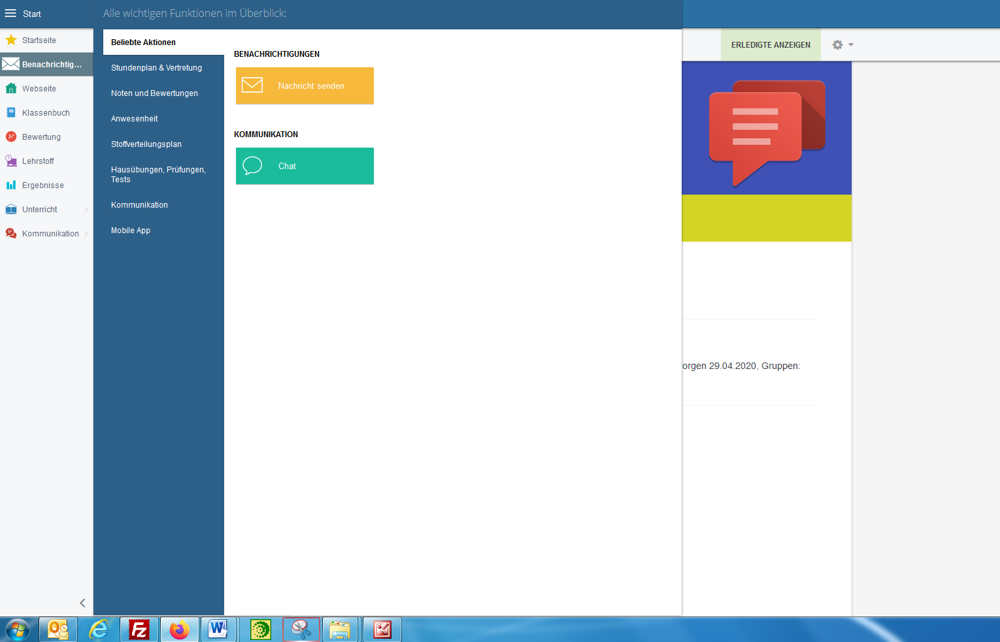 Start
Alle wichtigen Funktionen im Überblick:
Startseite
Benachrichtig...
Webseite
Klassenbuch
Bewertung
Lehrstoff
Ergebnisse
Unterricht
Kommunikation
Beliebte Aktionen
Stundenplan & Vertretung
Noten und Bewertungen
Anwesenheit
Stoffverteilungsplan
Hausübungen, Prüfungen,
Tests
Kommunikation
Mobile App
BENACHRICHTIGUNGEN
Nachricht senden
KOMMUNIKATION
Chat
ERLEDIGTE ANZEIGEN
orgen 29.04.2020, Gruppen: